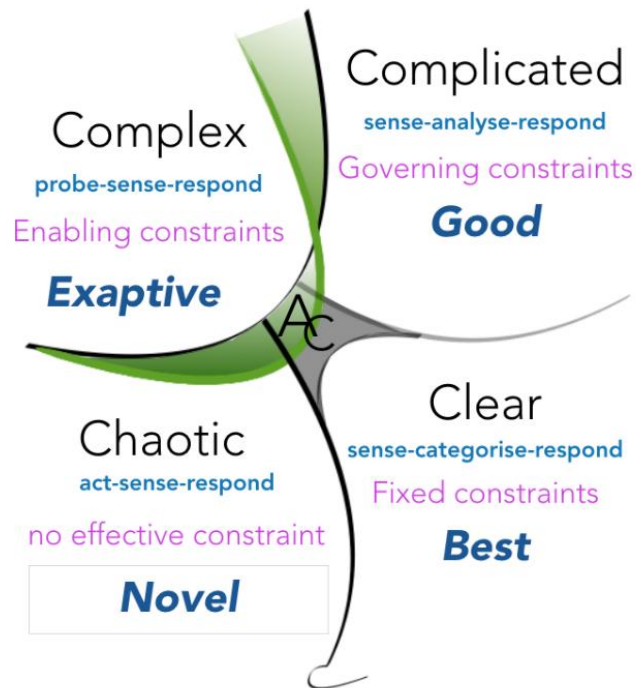 Complex
probe-sense-respond
Enabling constraints
Exaptive
Complicated
sense-analyse-respond
Governing constraints
Good
A
C
Chaotic
act-sense-respond
no effective constraint
Novel
Clear
sense-categorise-respond
Fixed constraints
Best